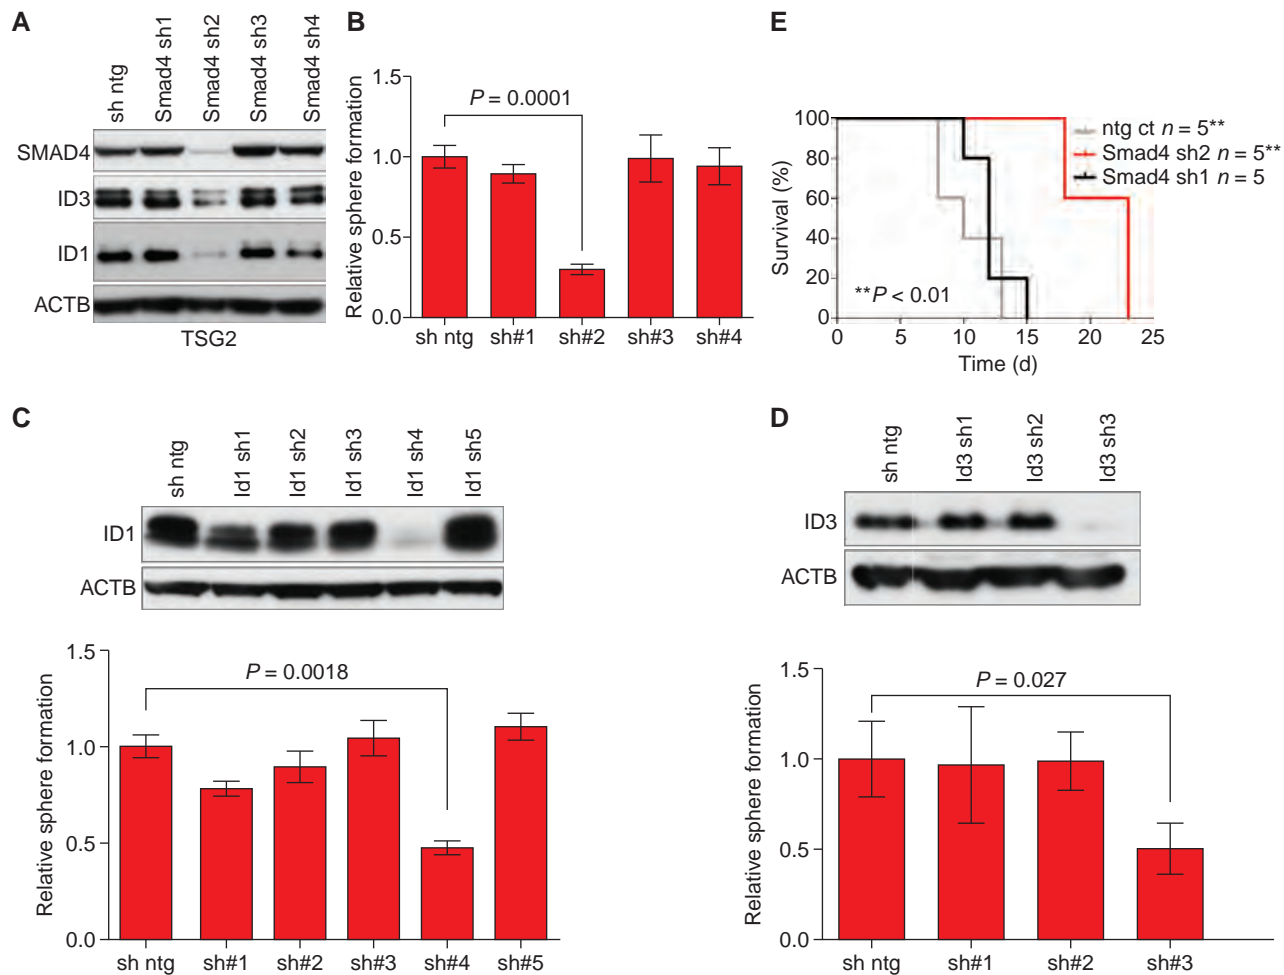 A
sh ntg
Smad4 sh1
Smad4 sh2
Smad4 sh3
Smad4 sh4
SMAD4
ID3
ID1
ACTB
TSG2
B
Relative sphere formation
1.5
1.0
0.5
0.0
P = 0.0001
sh ntg sh#1 sh#2 sh#3 sh#4
E
Survival (%)
100
80
60
40
20
0
ntg ct n = 5**
Smad4 sh2 n = 5**
Smad4 sh1 n = 5
**P < 0.01
0 5 10 15 20 25
Time (d)
C
sh ntg
Id1 sh1
Id1 sh2
Id1 sh3
Id1 sh4
Id1 sh5
ID1
ACTB
Relative sphere formation
1.5
1.0
0.5
0.0
P = 0.0018
sh ntg sh#1 sh#2 sh#3 sh#4 sh#5
D
sh ntg
Id3 sh1
Id3 sh2
Id3 sh3
ID3
ACTB
Relative sphere formation
1.5
1.0
0.5
0.0
P = 0.027
sh ntg sh#1 sh#2 sh#3